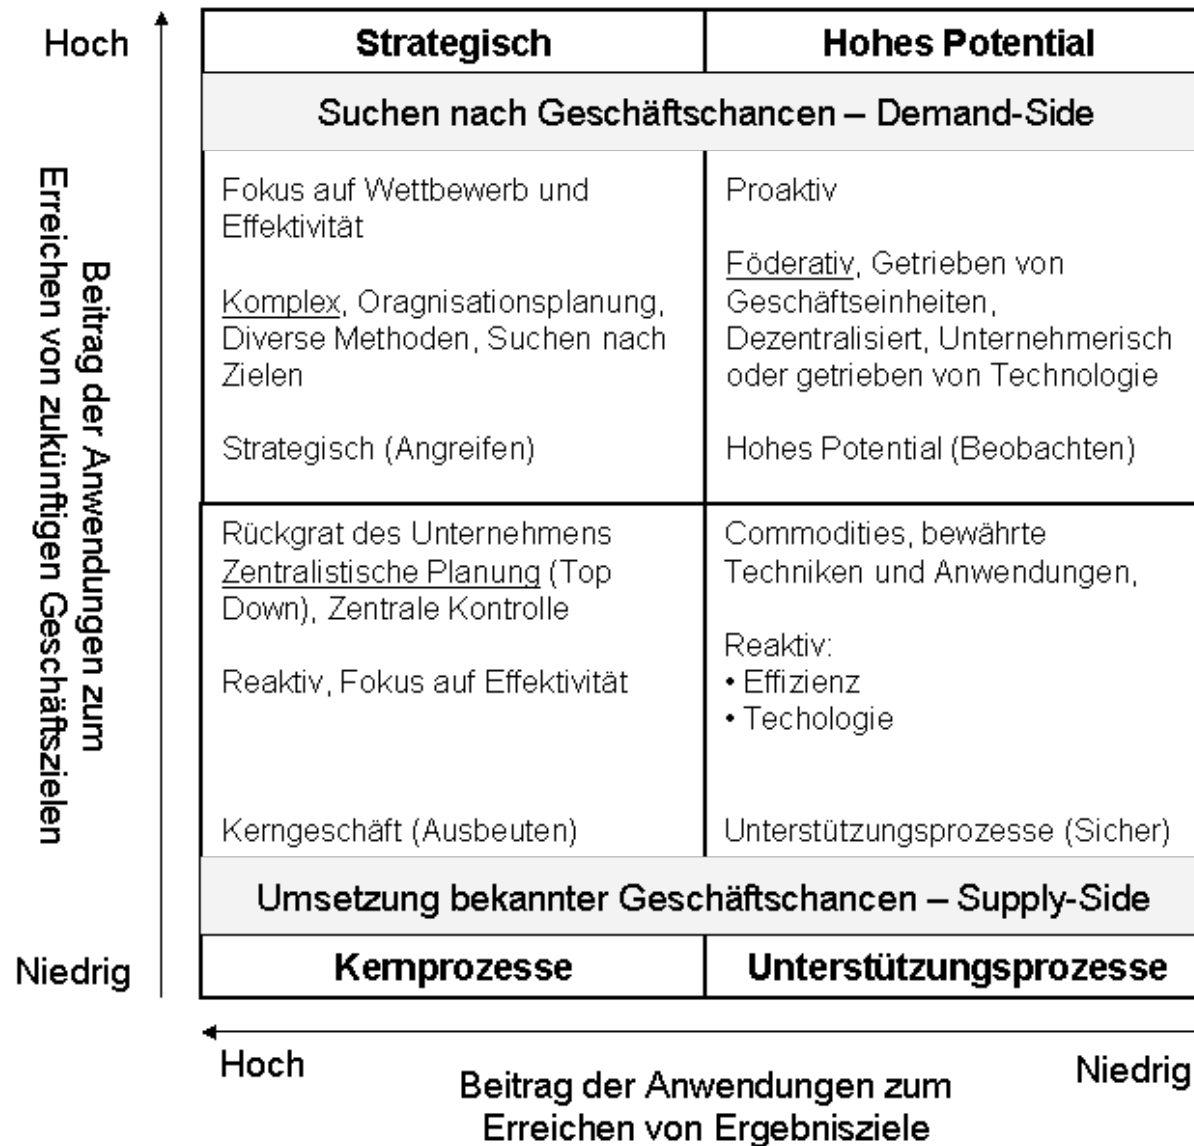 Hoch
Strategisch
Hohes Potential
Suchen nach Geschäftschancen – Demand-Side
Beitrag der Anwendungen zum
Erreichen von zukünftigen Geschäftszielen
Fokus auf Wettbewerb und
Effektivität
Komplex, Oragnisationsplanung,
Diverse Methoden, Suchen nach
Zielen
Strategisch (Angreifen)
Proaktiv
Föderativ, Getrieben von
Geschäftseinheiten,
Dezentralisiert, Unternehmerisch
oder getrieben von Technologie
Hohes Potential (Beobachten)
Rückgrat des Unternehmens
Zentralistische Planung (Top
Down), Zentrale Kontrolle
Reaktiv, Fokus auf Effektivität
Kerngeschäft (Ausbeuten)
Commodities, bewährte
Techniken und Anwendungen,
Reaktiv:
• Effizienz
• Techologie
Unterstützungsprozesse (Sicher)
Umsetzung bekannter Geschäftschancen – Supply-Side
Niedrig
Kernprozesse
Unterstützungsprozesse
Hoch
Niedrig
Beitrag der Anwendungen zum
Erreichen von Ergebnisziele